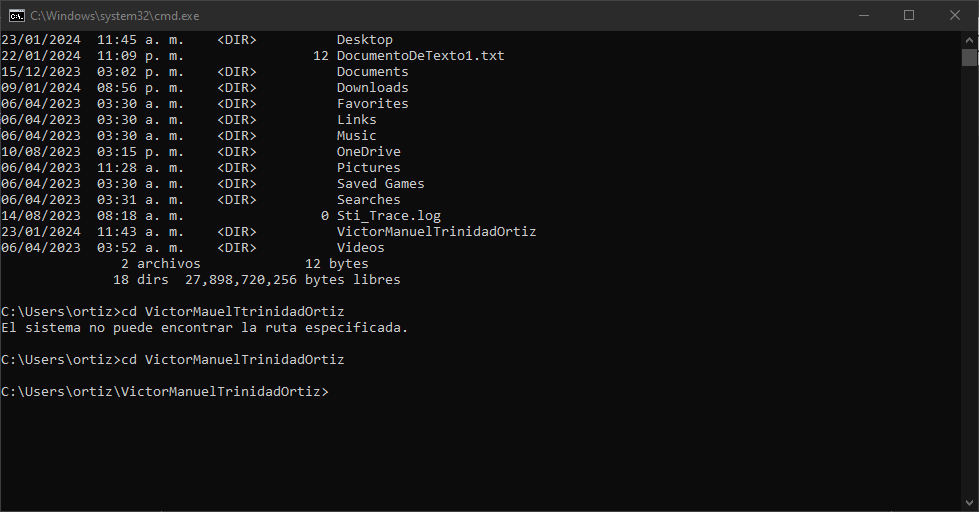 C:\Windows\system32\cmd.exe
23/01/2024  11:45 a. m.    <DIR>          Desktop
22/01/2024  11:09 p. m.                12 DocumentoDeTexto1.txt
15/12/2023  03:02 p. m.    <DIR>          Documents
09/01/2024  08:56 p. m.    <DIR>          Downloads
06/04/2023  03:30 a. m.    <DIR>          Favorites
06/04/2023  03:30 a. m.    <DIR>          Links
06/04/2023  03:30 a. m.    <DIR>          Music
10/08/2023  03:15 p. m.    <DIR>          OneDrive
06/04/2023  11:28 a. m.    <DIR>          Pictures
06/04/2023  03:30 a. m.    <DIR>          Saved Games
06/04/2023  03:31 a. m.    <DIR>          Searches
14/08/2023  08:18 a. m.                 0 Sti_Trace.log
23/01/2024  11:43 a. m.    <DIR>          VictorManuelTrinidadOrtiz
06/04/2023  03:52 a. m.    <DIR>          Videos
               2 archivos             12 bytes
              18 dirs  27,898,720,256 bytes libres
C:\Users\ortiz>cd VictorMauelTtrinidadOrtiz
El sistema no puede encontrar la ruta especificada.
C:\Users\ortiz>cd VictorManuelTrinidadOrtiz
C:\Users\ortiz\VictorManuelTrinidadOrtiz>